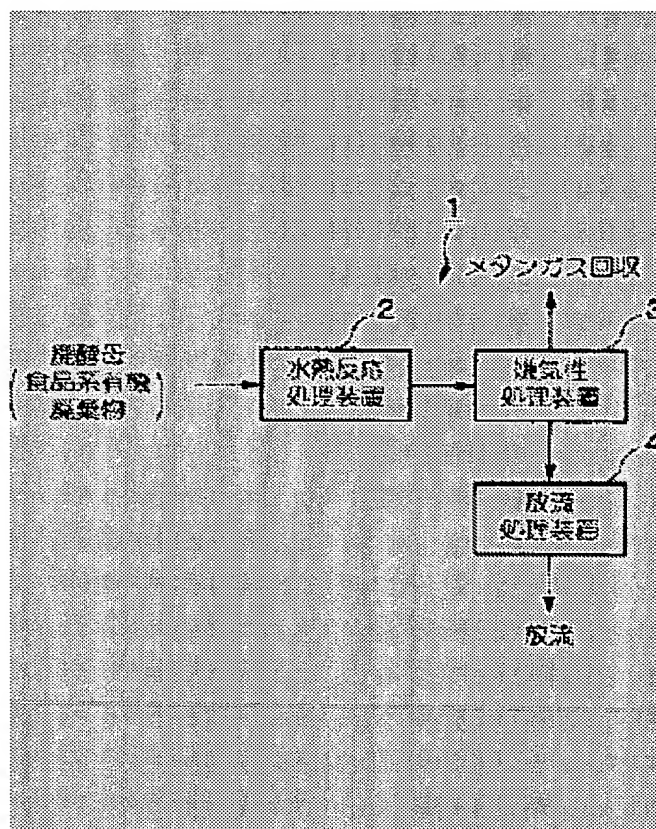 1
メタンガス回収
2
3
廃酵母
食品系有機
廃棄物
水熱反応
処理装置
嫌気性
処理装置
4
放流
処理装置
放流